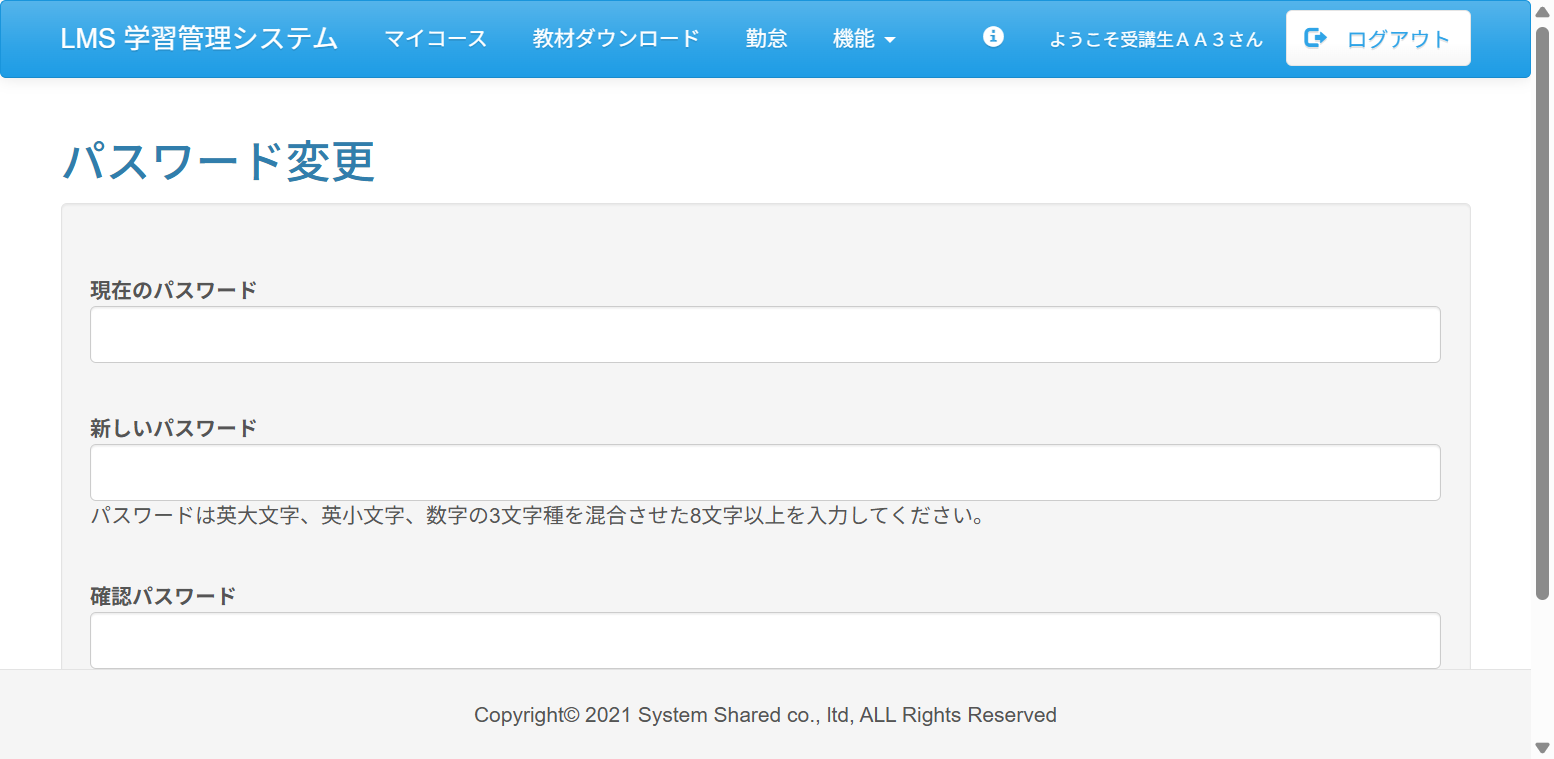 LMS 学習管理システム マイコース 教材ダウンロード 勤怠 機能 ようこそ受講生ＡＡ３さん ログアウト
パスワード変更
現在のパスワード
新しいパスワード
パスワードは英大文字、英小文字、数字の3文字種を混合させた8文字以上を入力してください。
確認パスワード
Copyright© 2021 System Shared co., ltd, ALL Rights Reserved